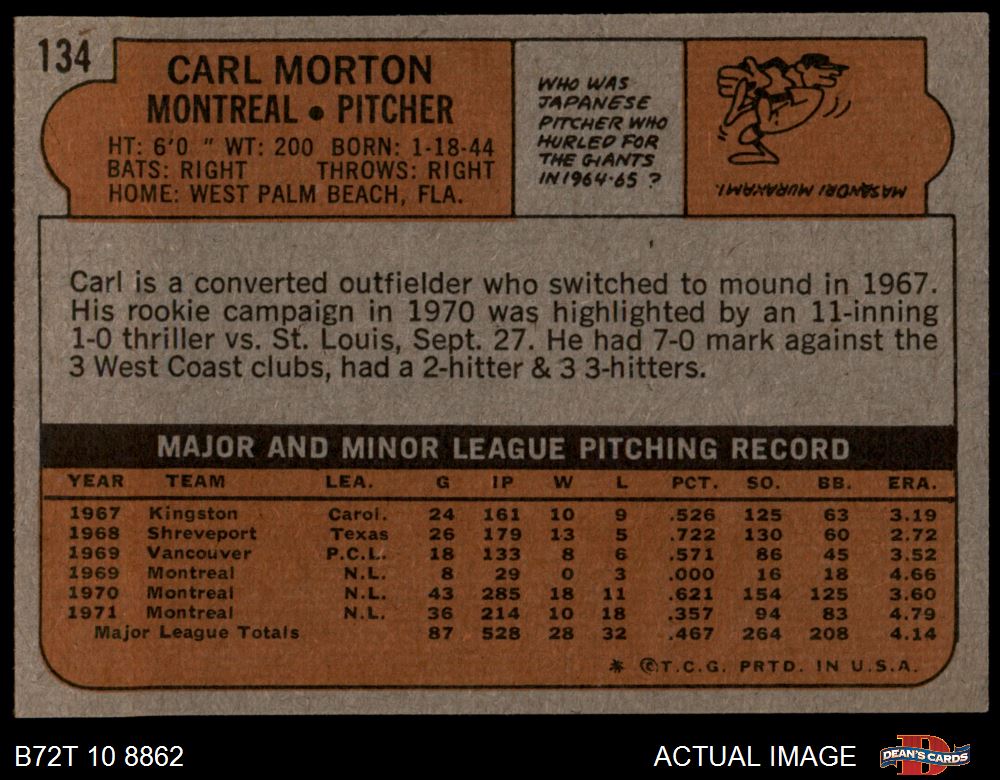 134
CARL MORTON
MONTREAL • PITCHER
HT: 6'0 " WT: 200 BORN: 1-18-44
BATS: RIGHT THROWS: RIGHT
HOME: WEST PALM BEACH, FLA.
WHO WAS
JAPANESE
PITCHER WHO
HURLED FOR
THE GIANTS
IN 1964-65 ?
MASANORI MURAKAMI.
Carl is a converted outfielder who switched to mound in 1967.
His rookie campaign in 1970 was highlighted by an 11-inning
1-0 thriller vs. St. Louis, Sept. 27. He had 7-0 mark against the
3 West Coast clubs, had a 2-hitter & 3 3-hitters.
MAJOR AND MINOR LEAGUE PITCHING RECORD
YEAR TEAM LEA. G IP W L PCT. SO. BB. ERA.
1967 Kingston Carol. 24 161 10 9 .526 125 63 3.19
1968 Shreveport Texas 26 179 13 5 .722 130 60 2.72
1969 Vancouver P.C.L. 18 133 8 6 .571 86 45 3.52
1969 Montreal N.L. 8 29 0 3 .000 16 18 4.66
1970 Montreal N.L. 43 285 18 11 .621 154 125 3.60
1971 Montreal N.L. 36 214 10 18 .357 94 83 4.79
Major League Totals 87 528 28 32 .467 264 208 4.14
* ©T.C.G. PRTD. IN U.S.A.
B72T 10 8862
ACTUAL IMAGE
DEAN'S CARDS